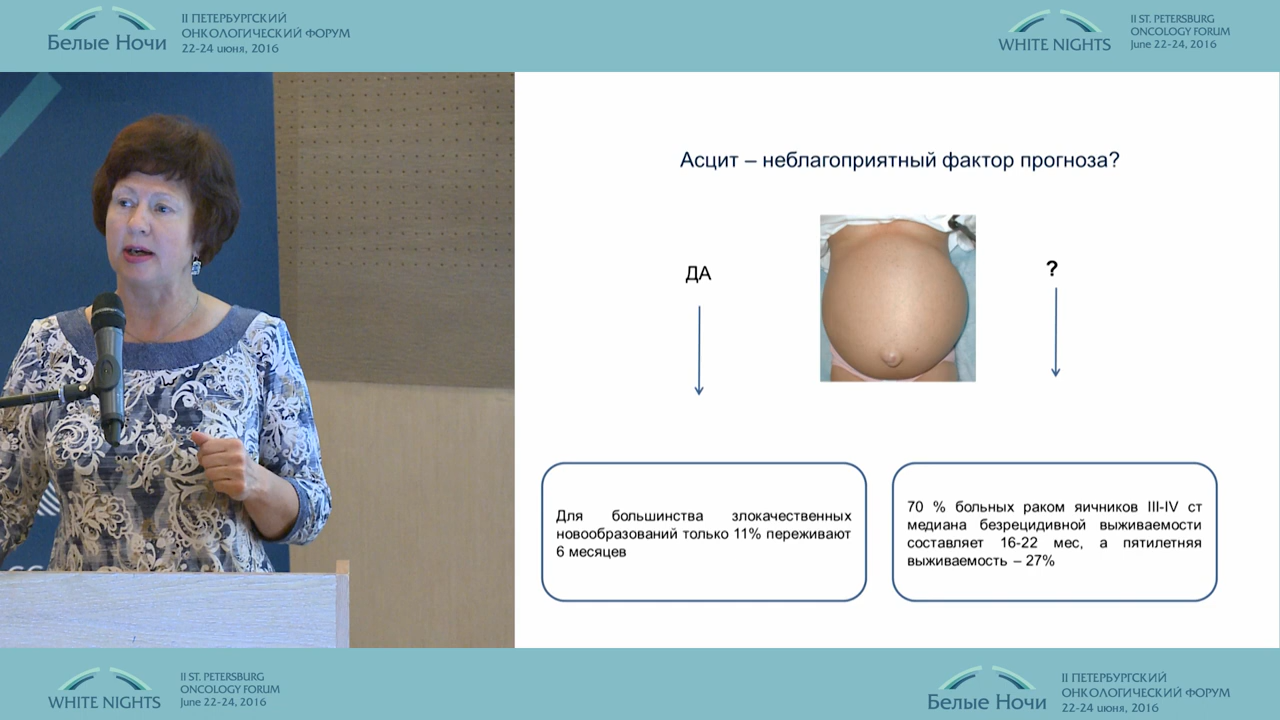 Белые Ночи
II ПЕТЕРБУРГСКИЙ
ОНКОЛОГИЧЕСКИЙ ФОРУМ
22-24 июня, 2016
WHITE NIGHTS
II ST. PETERSBURG
ONCOLOGY FORUM
June 22-24, 2016
Асцит – неблагоприятный фактор прогноза?
ДА
?
Для большинства злокачественных
новообразований только 11% переживают
6 месяцев
70 % больных раком яичников III-IV ст
медиана безрецидивной выживаемости
составляет 16-22 мес, а пятилетняя
выживаемость – 27%
WHITE NIGHTS
II ST. PETERSBURG
ONCOLOGY FORUM
June 22-24, 2016
Белые Ночи
II ПЕТЕРБУРГСКИЙ
ОНКОЛОГИЧЕСКИЙ ФОРУМ
22-24 июня, 2016